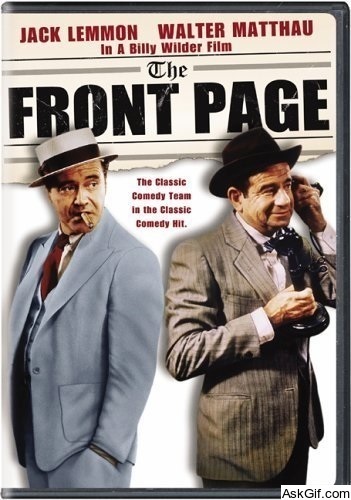 JACK LEMMON WALTER MATTHAU
In A Billy Wilder Film
The
FRONT PAGE
The Classic
Comedy Team
in the Classic
Comedy Hit.
AskGif.com